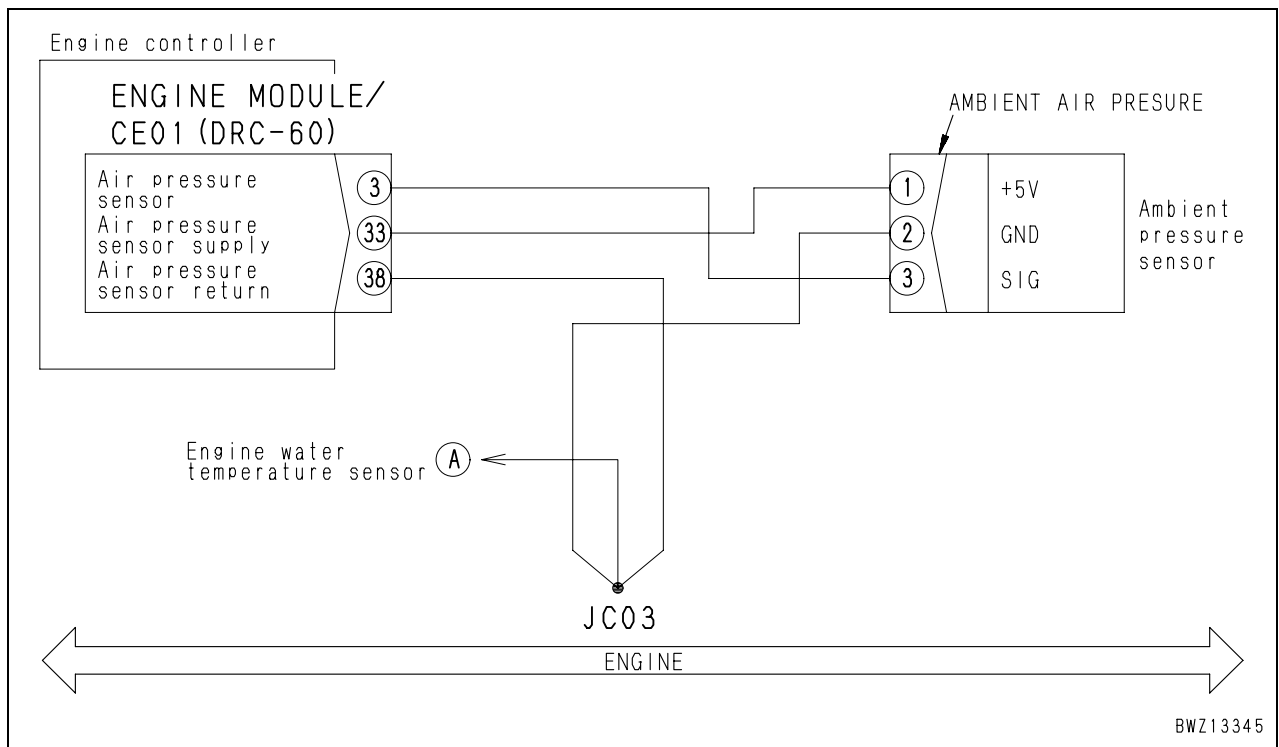 Engine controller
ENGINE MODULE/
CE01 (DRC-60)
AMBIENT AIR PRESURE
Air pressure
sensor
Air pressure
sensor supply
Air pressure
sensor return
3
33
38
1
2
3
+5V
GND
SIG
Ambient
pressure
sensor
Engine water
temperature sensor
A
JC03
ENGINE
BWZ13345